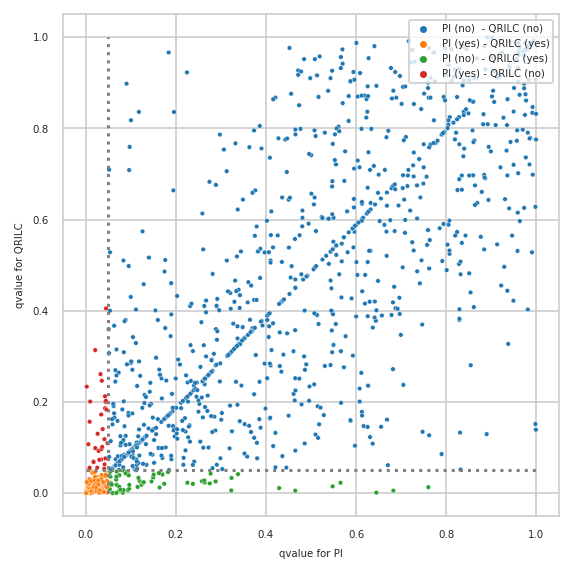 PI (no)  - QRILC (no)
PI (yes) - QRILC (yes)
PI (no)  - QRILC (yes)
PI (yes) - QRILC (no)
1.0
0.8
0.6
0.4
0.2
0.0
qvalue for QRILC
0.0 0.2 0.4 0.6 0.8 1.0
qvalue for PI